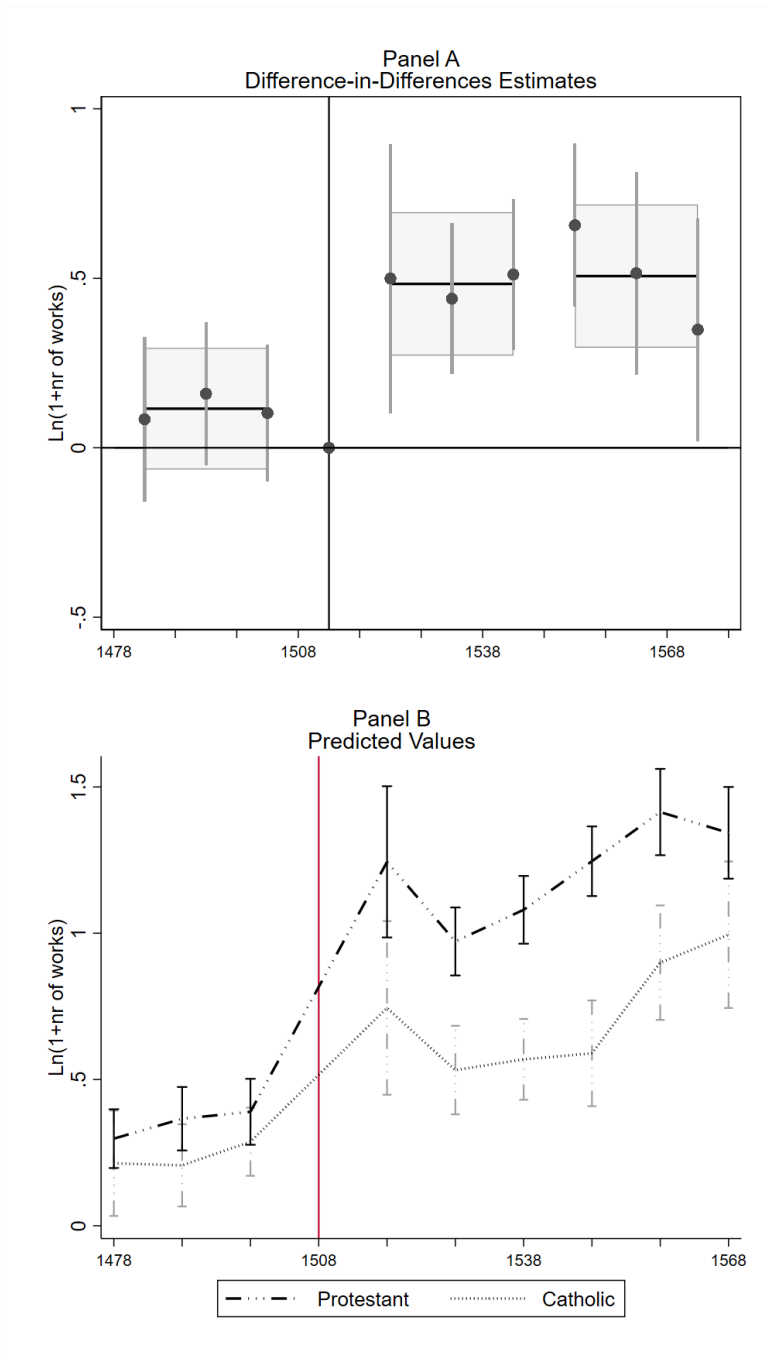 Panel A
Difference-in-Differences Estimates
Ln(1+nr of works)
1
.5
0
-.5
1478 1508 1538 1568
Panel B
Predicted Values
Ln(1+nr of works)
1.5
1
.5
0
1478 1508 1538 1568
Protestant Catholic